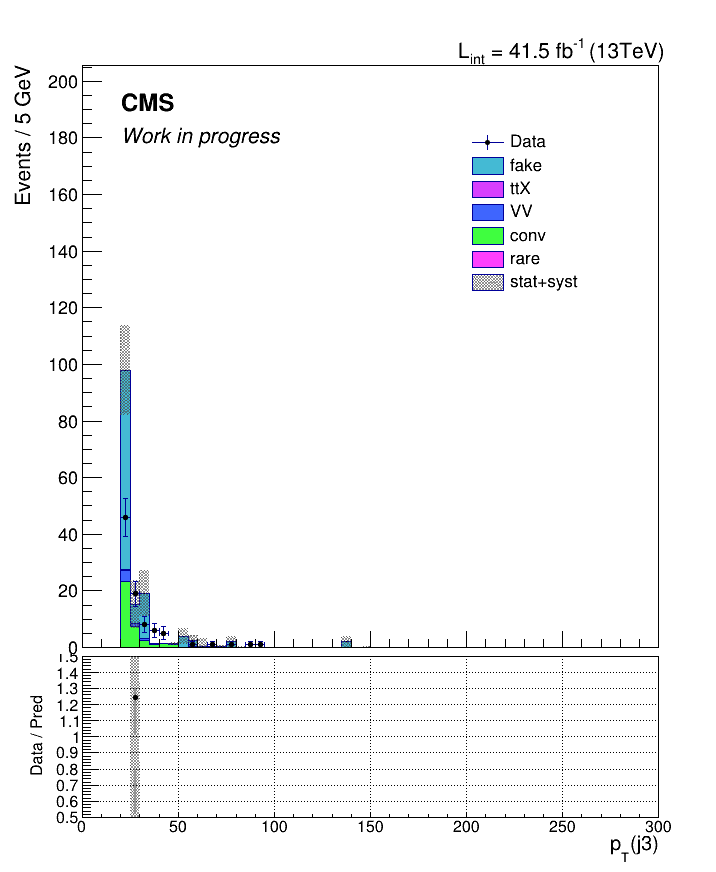 L_int = 41.5 fb^-1 (13TeV)
Events / 5 GeV
200
180
160
140
120
100
80
60
40
20
0
CMS
Work in progress
Data
fake
ttX
VV
conv
rare
stat+syst
Data / Pred
1.5
1.4
1.3
1.2
1.1
1
0.9
0.8
0.7
0.6
0.5
0 50 100 150 200 250 300
p_T(j3)